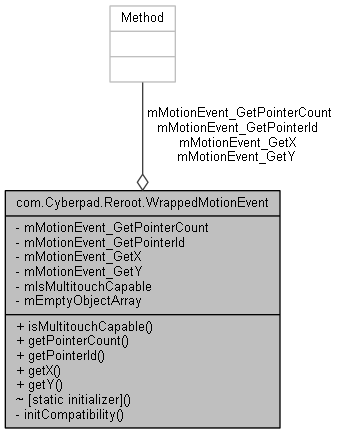 Method
mMotionEvent_GetPointerCount
mMotionEvent_GetPointerId
mMotionEvent_GetX
mMotionEvent_GetY
com.Cyberpad.Reroot.WrappedMotionEvent
- mMotionEvent_GetPointerCount
- mMotionEvent_GetPointerId
- mMotionEvent_GetX
- mMotionEvent_GetY
- mIsMultitouchCapable
- mEmptyObjectArray
+ isMultitouchCapable()
+ getPointerCount()
+ getPointerId()
+ getX()
+ getY()
~ [static initializer]()
- initCompatibility()